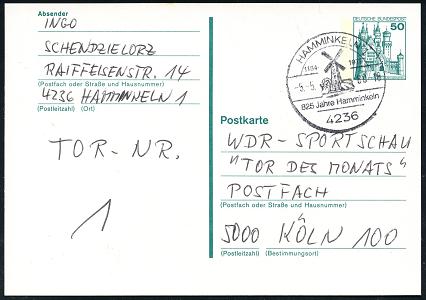 Absender
INGO
SCHENDZIELORZ
RAIFFEISENSTR. 14
(Postfach oder Straße und Hausnummer)
4236 HAMMINKELN 1
(Postleitzahl) (Ort)
TOR-NR.
1
HAMMINKELN
1154
825 Jahre Hamminkeln
4236
DEUTSCHE BUNDESPOST
50
Postkarte
WDR-SPORTSCHAU
"TOR DES MONATS"
POSTFACH
(Postfach oder Straße und Hausnummer)
5000 KÖLN 100
(Postleitzahl) (Bestimmungsort)